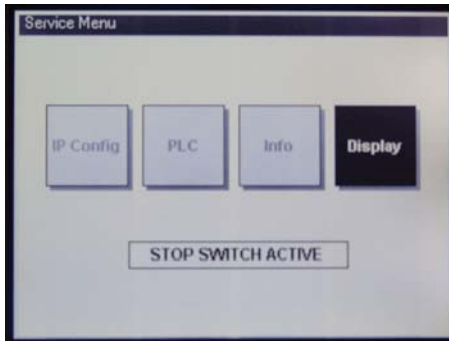 Service Menu
IP Config PLC Info Display
STOP SWITCH ACTIVE